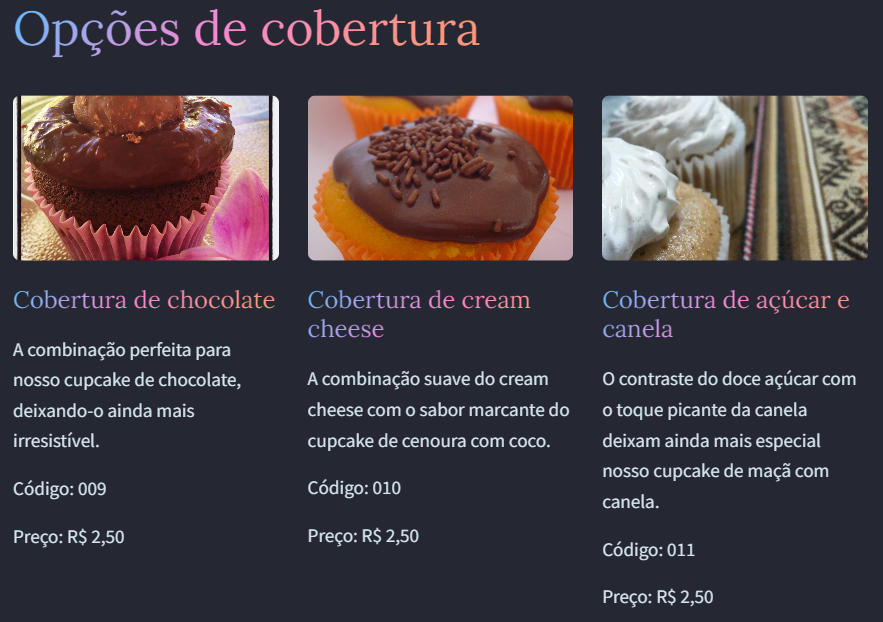 Opções de cobertura
Cobertura de chocolate
A combinação perfeita para
nosso cupcake de chocolate,
deixando-o ainda mais
irresistível.
Código: 009
Preço: R$ 2,50
Cobertura de cream
cheese
A combinação suave do cream
cheese com o sabor marcante do
cupcake de cenoura com coco.
Código: 010
Preço: R$ 2,50
Cobertura de açúcar e
canela
O contraste do doce açúcar com
o toque picante da canela
deixam ainda mais especial
nosso cupcake de maçã com
canela.
Código: 011
Preço: R$ 2,50